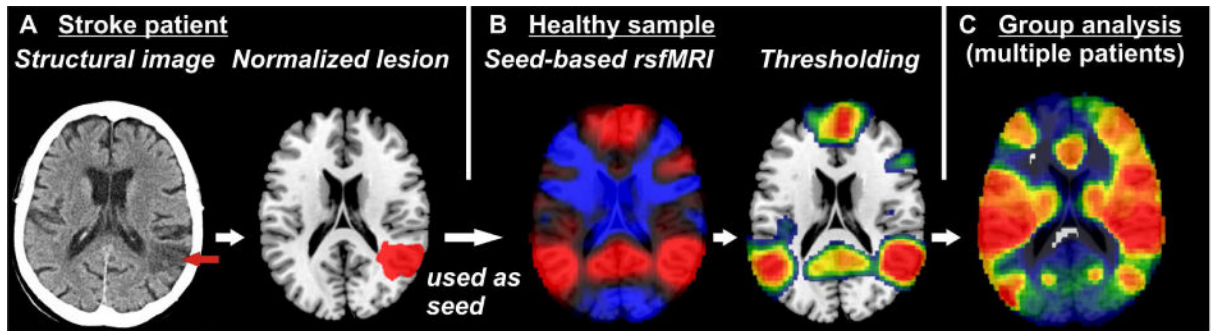 A Stroke patient
Structural image
Normalized lesion
used as
seed
B Healthy sample
Seed-based rsfMRI
Thresholding
C Group analysis
(multiple patients)